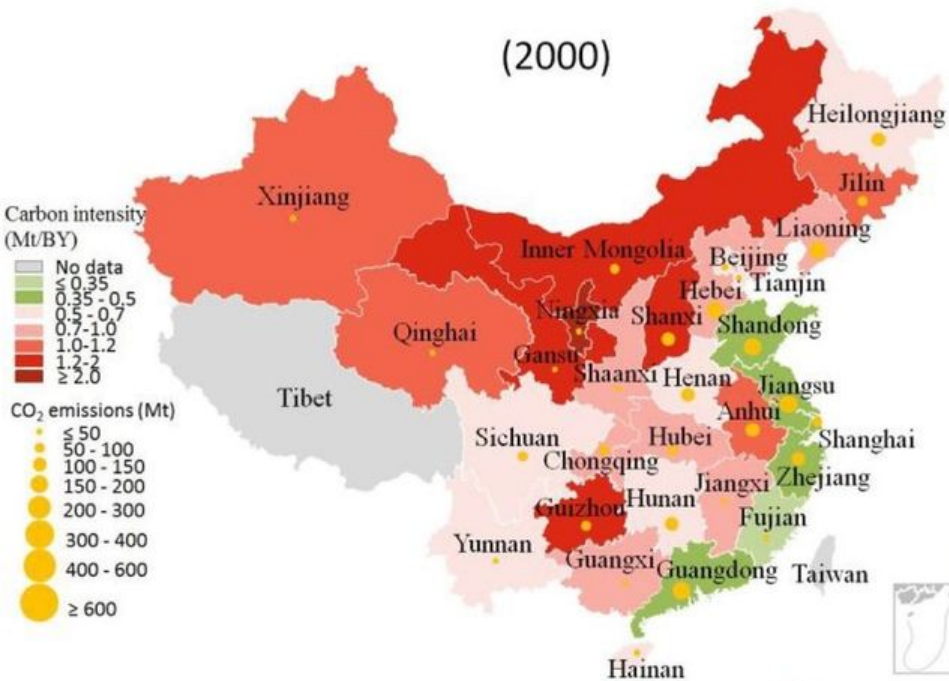 (2000)
Heilongjiang
Jilin
Xinjiang
Liaoning
Carbon intensity
(Mt/BY)
Inner Mongolia
Beijing
No data
Tianjin
≤ 0.35
Hebei
0.35 - 0.5
Ningxia
Shanxi
0.5 - 0.7
Shandong
0.7-1.0
Qinghai
1.0-1.2
Gansu
1.2-2
Shaanxi
Henan
≥ 2.0
Jiangsu
Tibet
CO₂ emissions (Mt)
Anhui
≤ 50
Sichuan
Hubei
Shanghai
50 - 100
Chongqing
100 - 150
Zhejiang
150 - 200
Jiangxi
Guizhou
Hunan
200 - 300
Fujian
300 - 400
Yunnan
Guangxi
400 - 600
Guangdong
Taiwan
≥ 600
Hainan